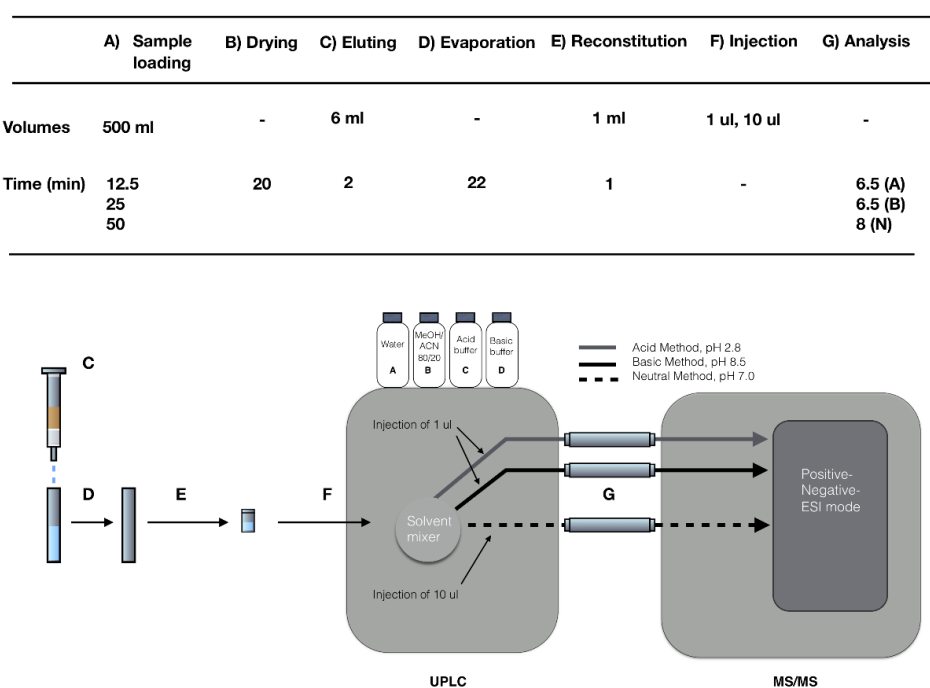 A) Sample loading B) Drying C) Eluting D) Evaporation E) Reconstitution F) Injection G) Analysis
Volumes 500 ml - 6 ml - 1 ml 1 ul, 10 ul -
Time (min) 12.5 20 2 22 1 - 6.5 (A)
25 6.5 (B)
50 8 (N)
Water
A
MeOH/
ACN
80/20
B
Acid
buffer
C
Basic
buffer
D
Acid Method, pH 2.8
Basic Method, pH 8.5
Neutral Method, pH 7.0
C
D
E
F
Injection of 1 ul
Solvent
mixer
Injection of 10 ul
G
Positive-
Negative-
ESI mode
UPLC
MS/MS